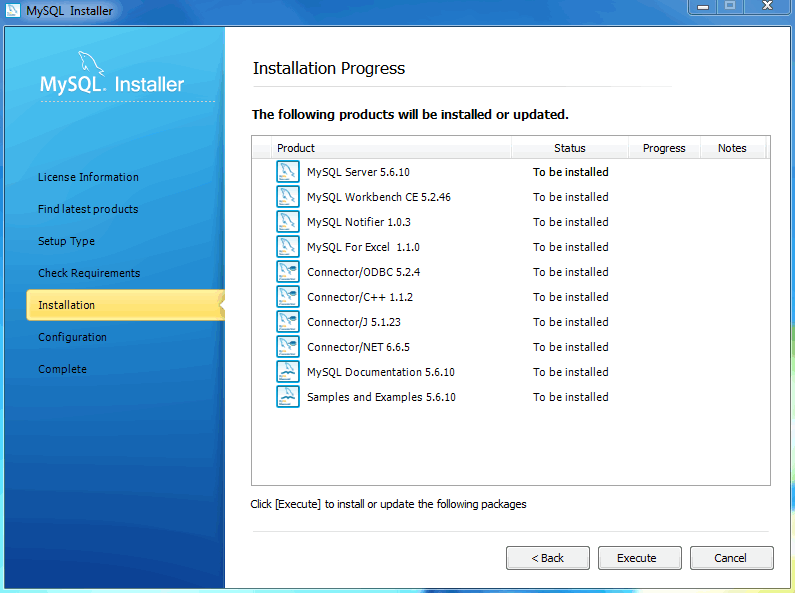 MySQL Installer
MySQL. Installer
License Information
Find latest products
Setup Type
Check Requirements
Installation
Configuration
Complete
Installation Progress
The following products will be installed or updated.
Product Status Progress Notes
MySQL Server 5.6.10 To be installed
MySQL Workbench CE 5.2.46 To be installed
MySQL Notifier 1.0.3 To be installed
MySQL For Excel 1.1.0 To be installed
Connector/ODBC 5.2.4 To be installed
Connector/C++ 1.1.2 To be installed
Connector/J 5.1.23 To be installed
Connector/NET 6.6.5 To be installed
MySQL Documentation 5.6.10 To be installed
Samples and Examples 5.6.10 To be installed
Click [Execute] to install or update the following packages
< Back Execute Cancel